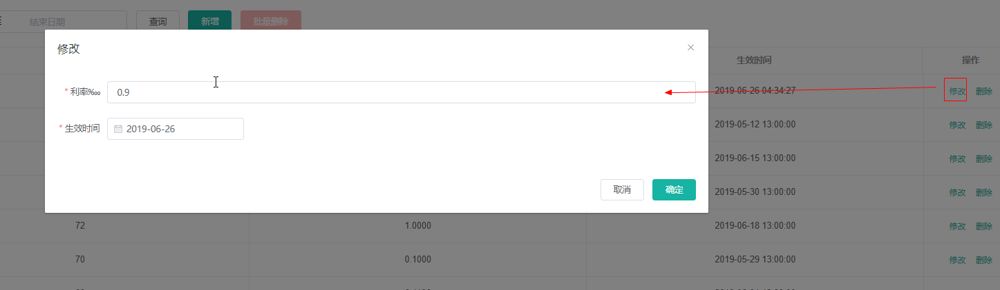 结束日期 查询 新增 批量删除
修改
生效时间 操作
* 利率‱ 0.9
2019-06-26 04:34:27 修改 删除
* 生效时间 2019-06-26
2019-05-12 13:00:00 修改 删除
2019-06-15 13:00:00 修改 删除
取消 确定
2019-05-30 13:00:00 修改 删除
72 1.0000 2019-06-18 13:00:00 修改 删除
70 0.1000 2019-05-29 13:00:00 修改 删除